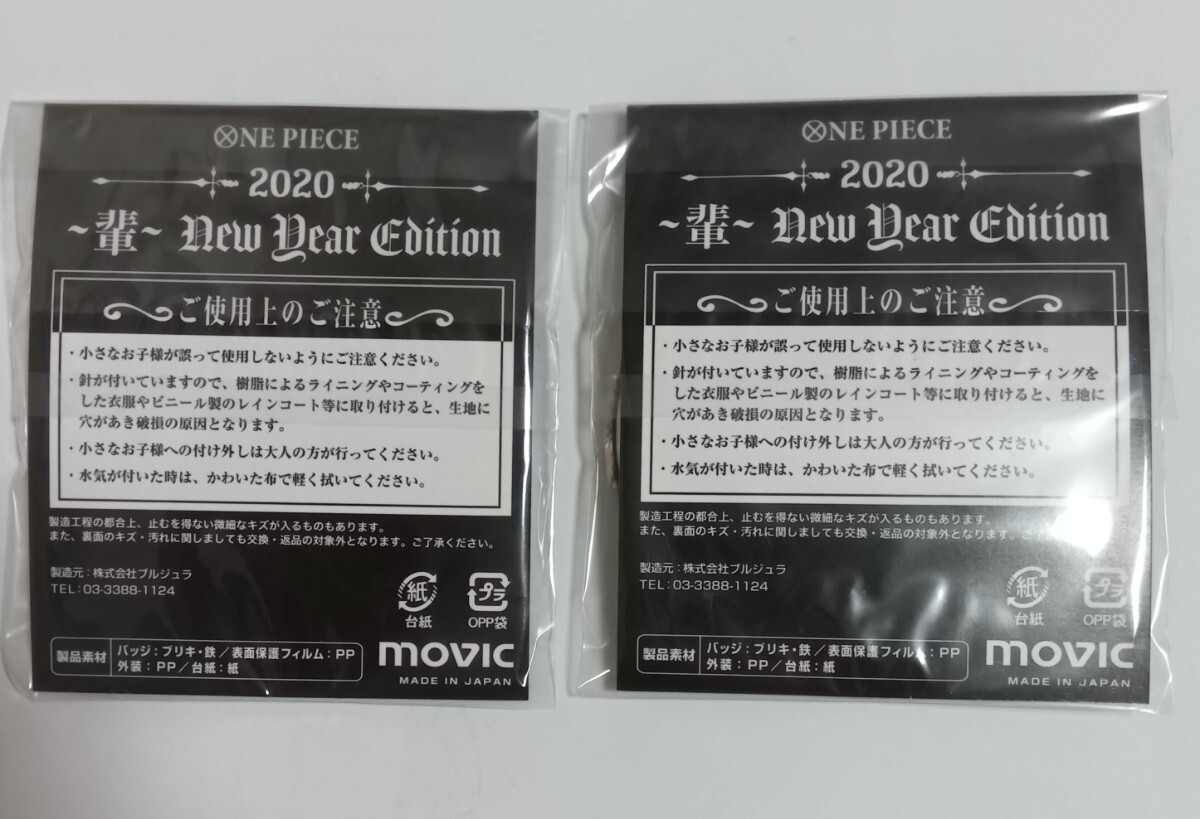 ONE PIECE
2020
~輩~ New Year Edition
ご使用上のご注意
・小さなお子様が誤って使用しないようにご注意ください。
・針が付いていますので、樹脂によるライニングやコーティングを
した衣服やビニール製のレインコート等に取り付けると、生地に
穴があき破損の原因となります。
・小さなお子様への付け外しは大人の方が行ってください。
・水気が付いた時は、かわいた布で軽く拭いてください。
製造工程の都合上、止むを得ない微細なキズが入るものもあります。
また、裏面のキズ・汚れに関しましても交換・返品の対象外となります。ご了承ください。
製造元:株式会社ブルジュラ
TEL:03-3388-1124
紙
台紙
プラ
OPP袋
製品素材
バッジ:ブリキ・鉄/表面保護フィルム:PP
外装:PP/台紙:紙
movic
MADE IN JAPAN
ONE PIECE
2020
~輩~ New Year Edition
ご使用上のご注意
・小さなお子様が誤って使用しないようにご注意ください。
・針が付いていますので、樹脂によるライニングやコーティングを
した衣服やビニール製のレインコート等に取り付けると、生地に
穴があき破損の原因となります。
・小さなお子様への付け外しは大人の方が行ってください。
・水気が付いた時は、かわいた布で軽く拭いてください。
製造工程の都合上、止むを得ない微細なキズが入るものもあります。
また、裏面のキズ・汚れに関しましても交換・返品の対象外となります。ご了
製造元:株式会社ブルジュラ
TEL:03-3388-1124
紙
台紙
プラ
OPP袋
製品素材
バッジ:ブリキ・鉄/表面保護フィルム:PP
外装:PP/台紙:紙
movic
MADE IN JAPAN